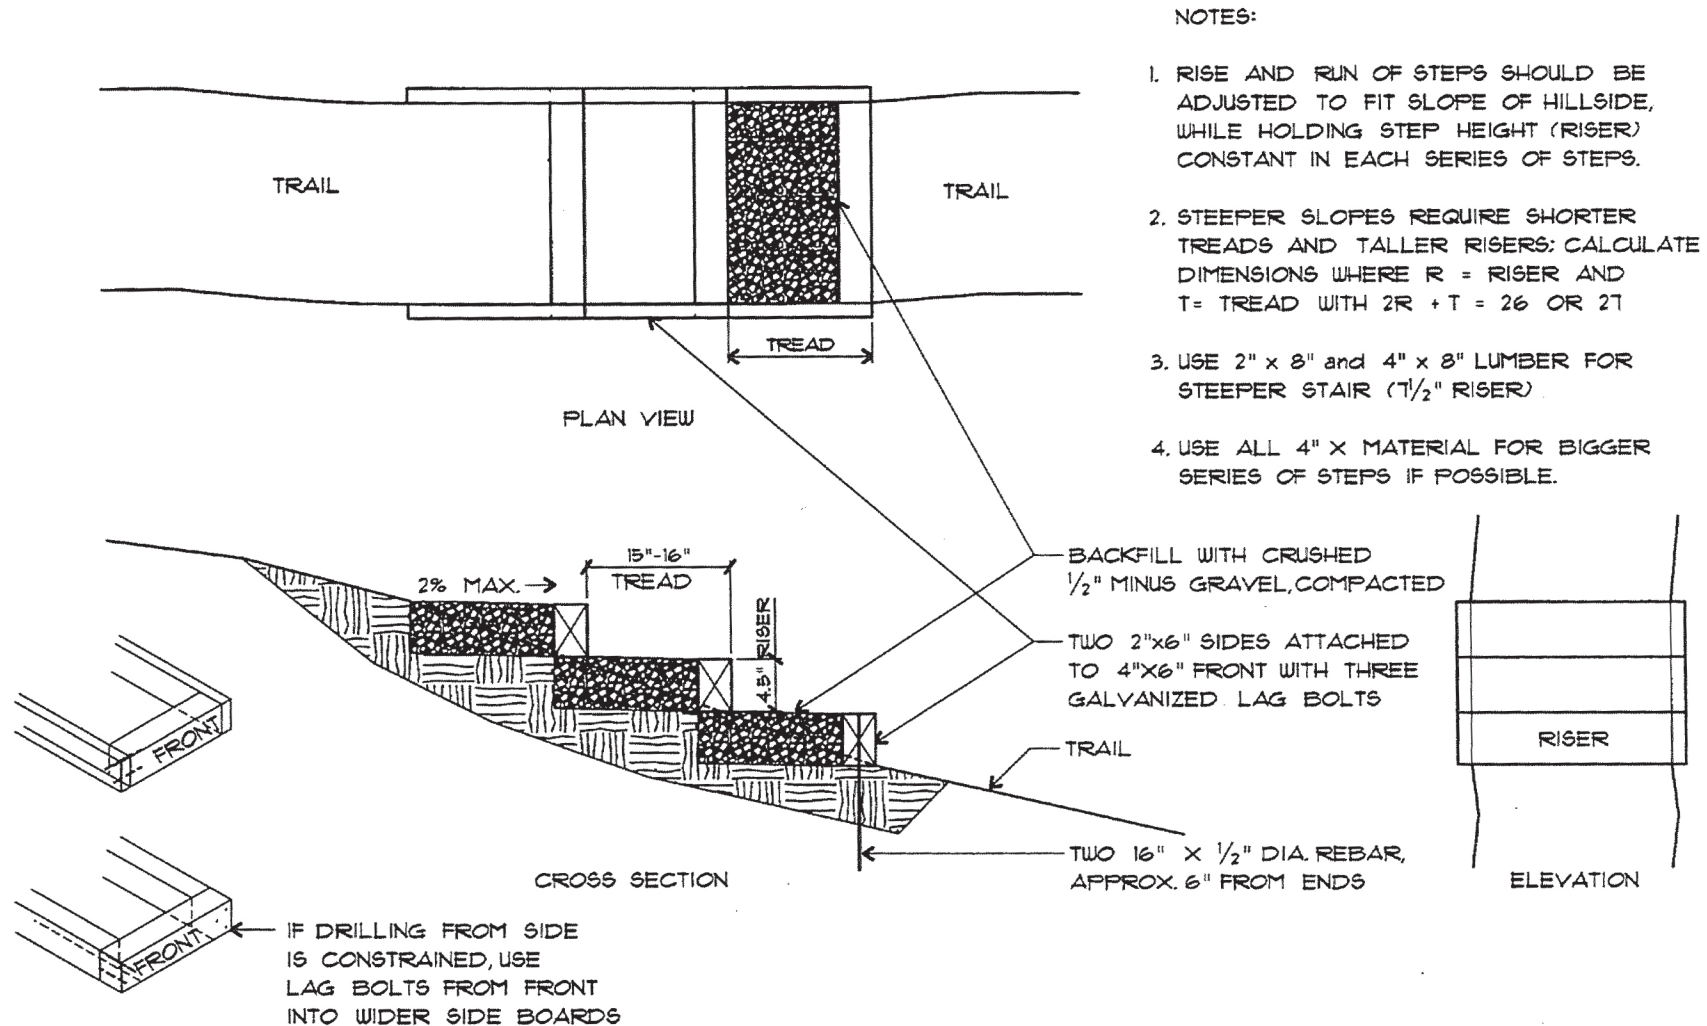 NOTES:
1. RISE AND RUN OF STEPS SHOULD BE
ADJUSTED TO FIT SLOPE OF HILLSIDE,
WHILE HOLDING STEP HEIGHT (RISER)
CONSTANT IN EACH SERIES OF STEPS.
2. STEEPER SLOPES REQUIRE SHORTER
TREADS AND TALLER RISERS: CALCULATE
DIMENSIONS WHERE R = RISER AND
T= TREAD WITH 2R + T = 26 OR 27
3. USE 2" x 8" and 4" x 8" LUMBER FOR
STEEPER STAIR (7 1/2" RISER)
4. USE ALL 4" X MATERIAL FOR BIGGER
SERIES OF STEPS IF POSSIBLE.
TRAIL
TRAIL
TREAD
PLAN VIEW
15"-16"
TREAD
2% MAX.
RISER
4.5"
BACKFILL WITH CRUSHED
1/2" MINUS GRAVEL, COMPACTED
TWO 2"x6" SIDES ATTACHED
TO 4"X6" FRONT WITH THREE
GALVANIZED LAG BOLTS
TRAIL
TWO 16" X 1/2" DIA. REBAR,
APPROX. 6" FROM ENDS
CROSS SECTION
RISER
ELEVATION
FRONT
FRONT
IF DRILLING FROM SIDE
IS CONSTRAINED, USE
LAG BOLTS FROM FRONT
INTO WIDER SIDE BOARDS